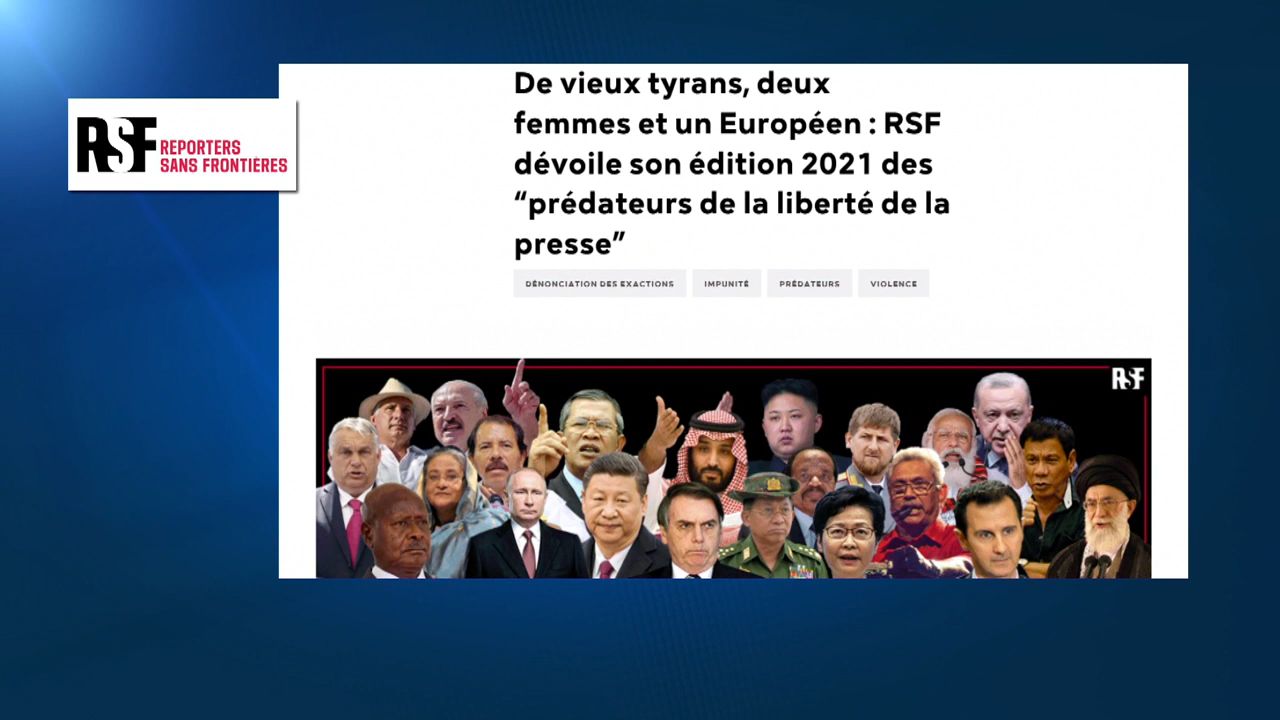 RSF REPORTERS
SANS FRONTIERES
De vieux tyrans, deux
femmes et un Européen : RSF
dévoile son édition 2021 des
“prédateurs de la liberté de la
presse”
DÉNONCIATION DES EXACTIONS IMPUNITÉ PRÉDATEURS VIOLENCE
RSF